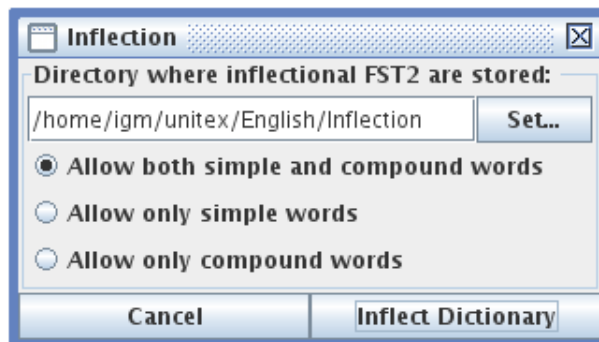 Inflection
Directory where inflectional FST2 are stored:
/home/igm/unitex/English/Inflection Set...
Allow both simple and compound words
Allow only simple words
Allow only compound words
Cancel Inflect Dictionary